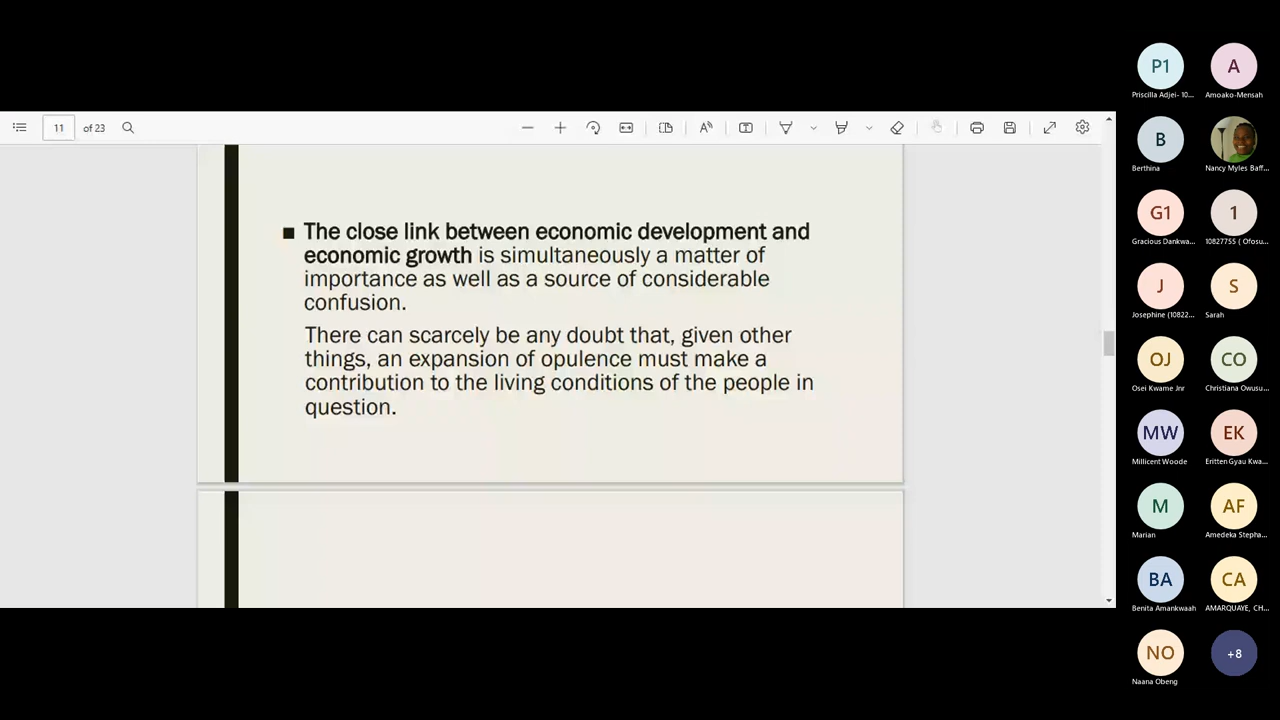 11 of 23
■ The close link between economic development and
economic growth is simultaneously a matter of
importance as well as a source of considerable
confusion.
There can scarcely be any doubt that, given other
things, an expansion of opulence must make a
contribution to the living conditions of the people in
question.
P1 A
Priscilla Adjei- 10... Amoako-Mensah
B
Berthina Nancy Myles Baff...
G1 1
Gracious Dankwa... 10827755 ( Ofosu...
J S
Josephine (10822... Sarah
OJ CO
Osei Kwame Jnr Christiana Owusu...
MW EK
Millicent Woode Eritten Gyau Kwa...
M AF
Marian Amedeka Stepha...
BA CA
Benita Amankwaah AMARQUAYE, CH...
NO +8
Naana Obeng